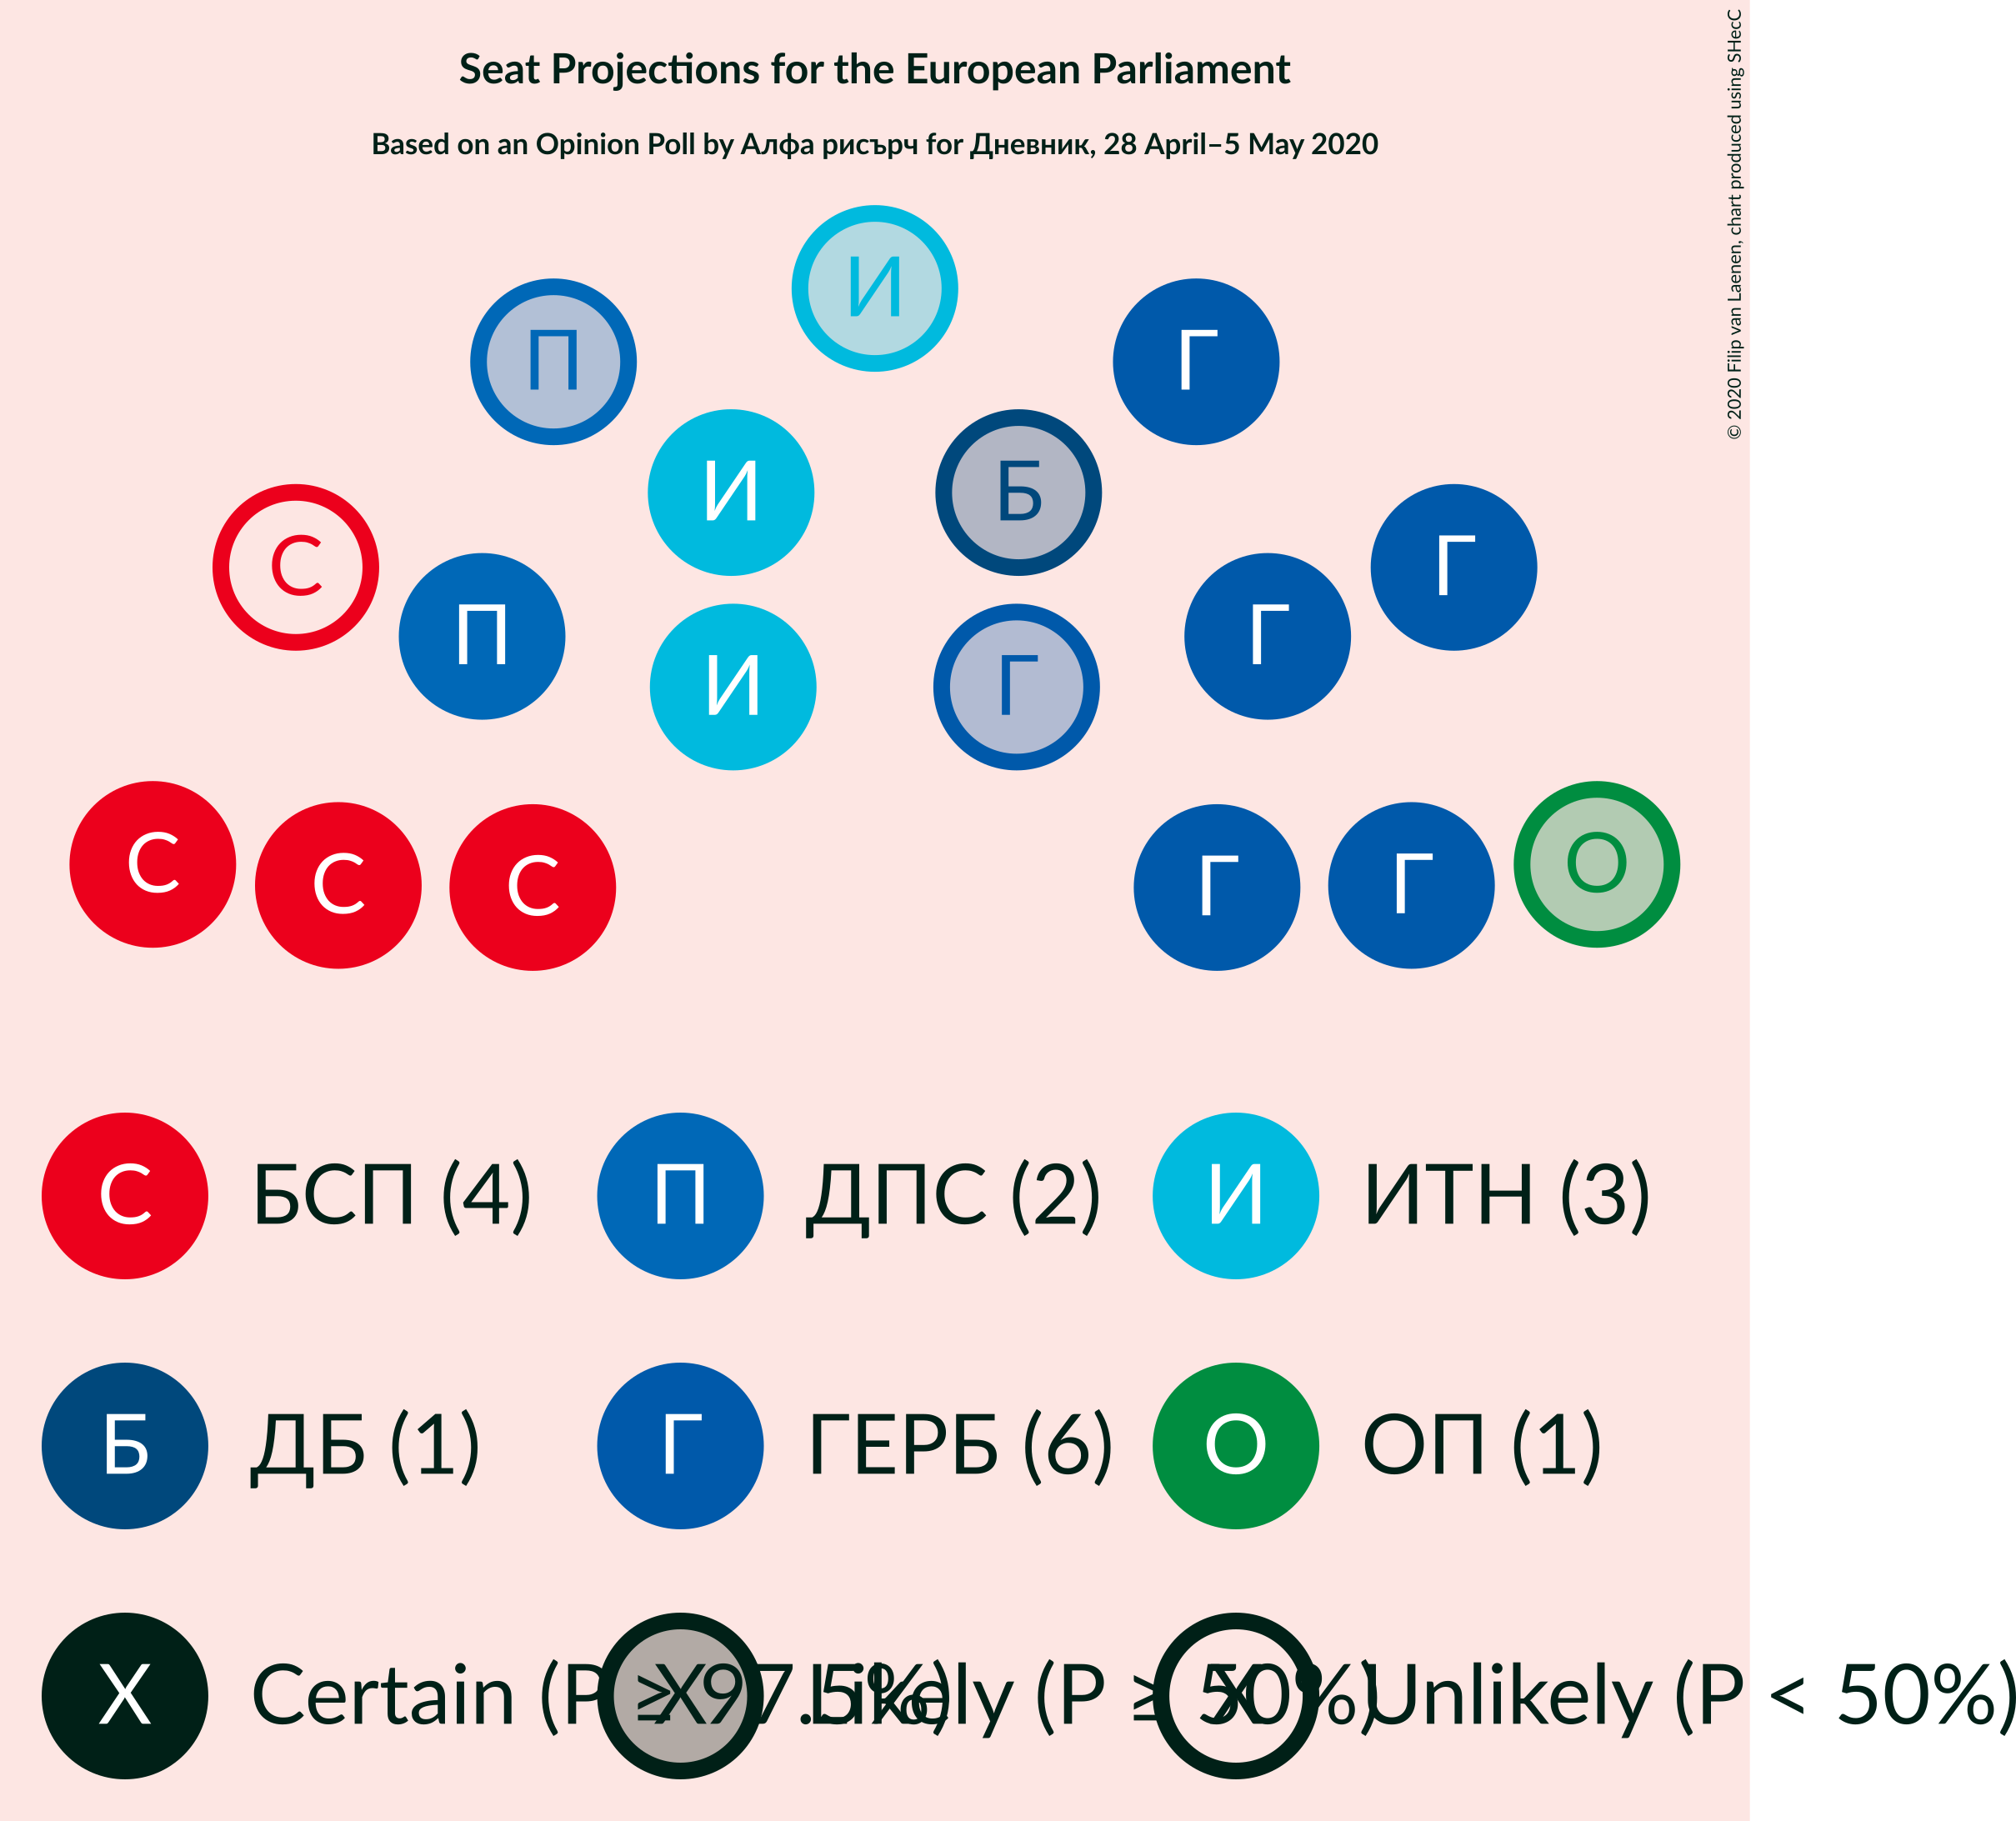 Seat Projections for the European Parliament
Based on an Opinion Poll by Алфа рисърч for Дневник, 28 April–5 May 2020
© 2020 Filip van Laenen, chart produced using SHecC
И
П
Г
И
Б
С
Г
П
Г
И
Г
С
С
С
Г
Г
О
С БСП (4)
П ДПС (2)
И ИТН (3)
Б ДБ (1)
Г ГЕРБ (6)
О ОП (1)
X Certain (P ≥ 97.5%)
X Likely (P ≥ 50%)
X Unlikely (P < 50%)